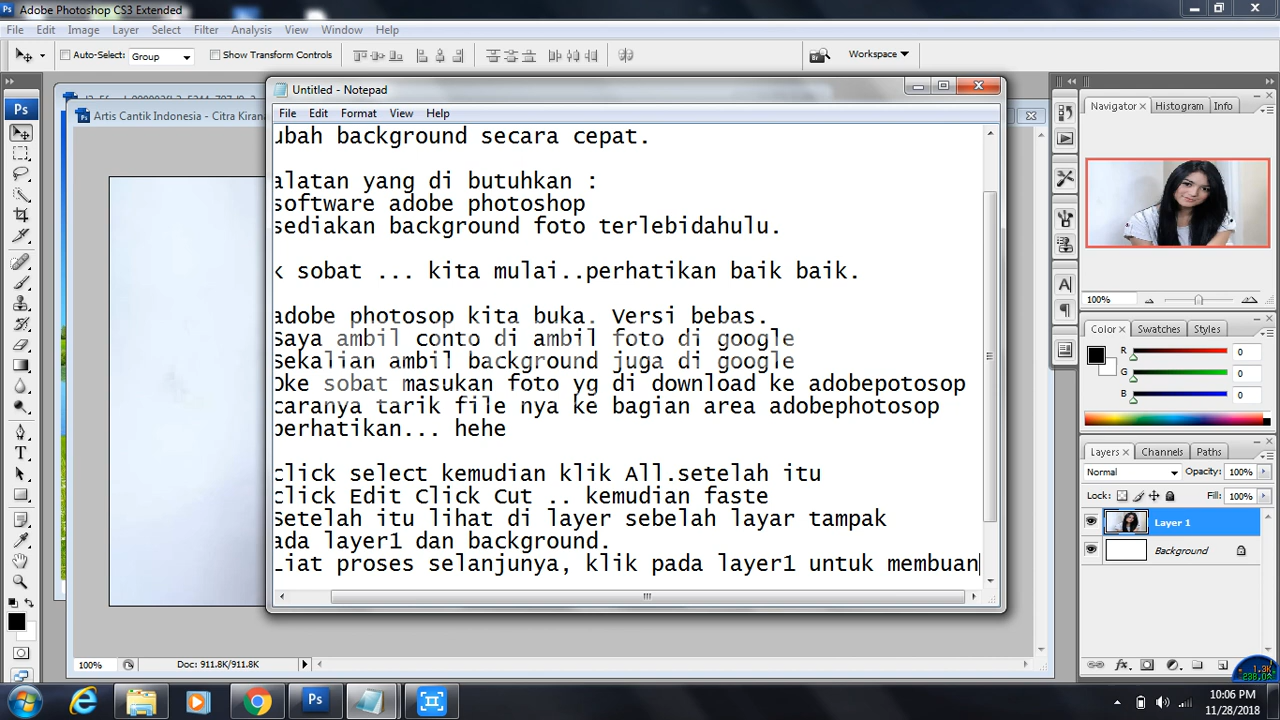 Adobe Photoshop CS3 Extended
File Edit Image Layer Select Filter Analysis View Window Help
Auto-Select: Group Show Transform Controls Workspace
Artis Cantik Indonesia - Citra Kiran
Untitled - Notepad
File Edit Format View Help
ubah background secara cepat.
alatan yang di butuhkan :
software adobe photoshop
sediakan background foto terlebidahulu.
k sobat ... kita mulai..perhatikan baik baik.
adobe photosop kita buka. Versi bebas.
Saya ambil conto di ambil foto di google
Sekalian ambil background juga di google
Oke sobat masukan foto yg di download ke adobepotosop
caranya tarik file nya ke bagian area adobephotosop
perhatikan... hehe
click select kemudian klik All.setelah itu
click Edit Click Cut .. kemudian faste
Setelah itu lihat di layer sebelah layar tampak
ada layer1 dan background.
Liat proses selanjunya, klik pada layer1 untuk membuan
100% Doc: 911.8K/911.8K
Navigator Histogram Info
100%
Color Swatches Styles
R 0
G 0
B 0
Layers Channels Paths
Normal Opacity: 100%
Lock: Fill: 100%
Layer 1
Background
Ps
1.3K
10:06 PM
11/28/2018